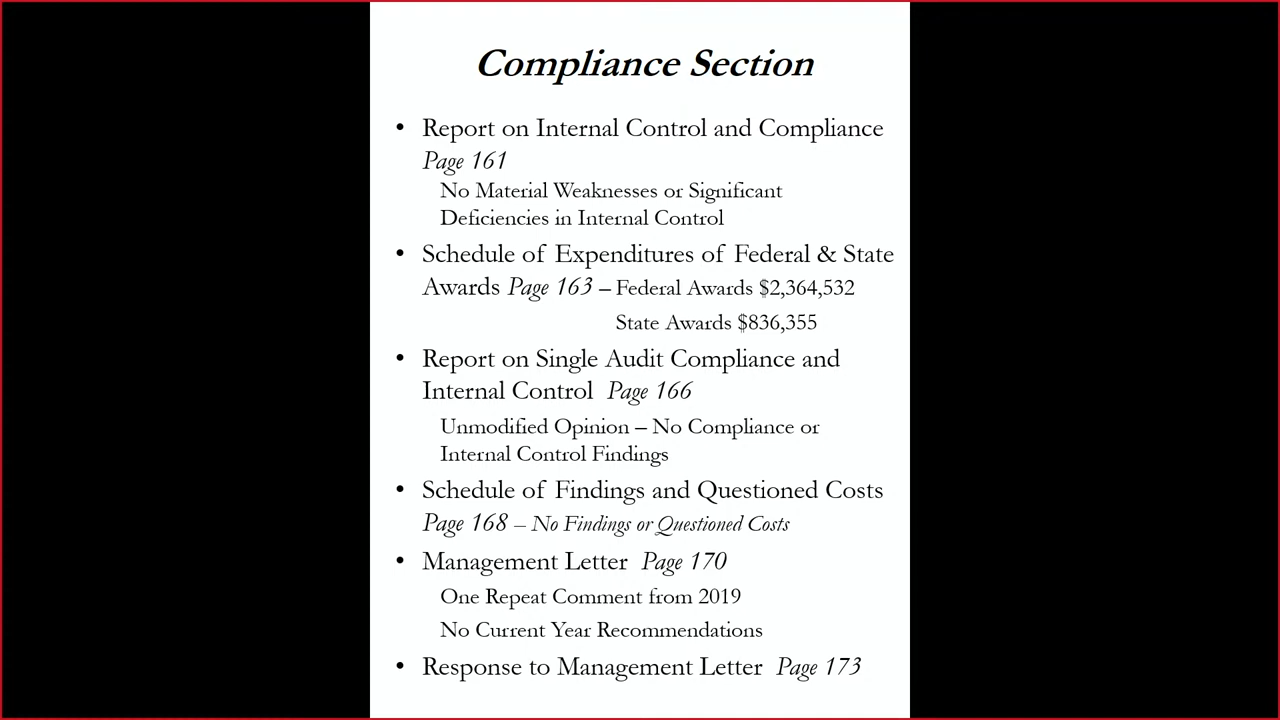 Compliance Section
• Report on Internal Control and Compliance
Page 161
No Material Weaknesses or Significant
Deficiencies in Internal Control
• Schedule of Expenditures of Federal & State
Awards Page 163 – Federal Awards $2,364,532
State Awards $836,355
• Report on Single Audit Compliance and
Internal Control Page 166
Unmodified Opinion – No Compliance or
Internal Control Findings
• Schedule of Findings and Questioned Costs
Page 168 – No Findings or Questioned Costs
• Management Letter Page 170
One Repeat Comment from 2019
No Current Year Recommendations
• Response to Management Letter Page 173